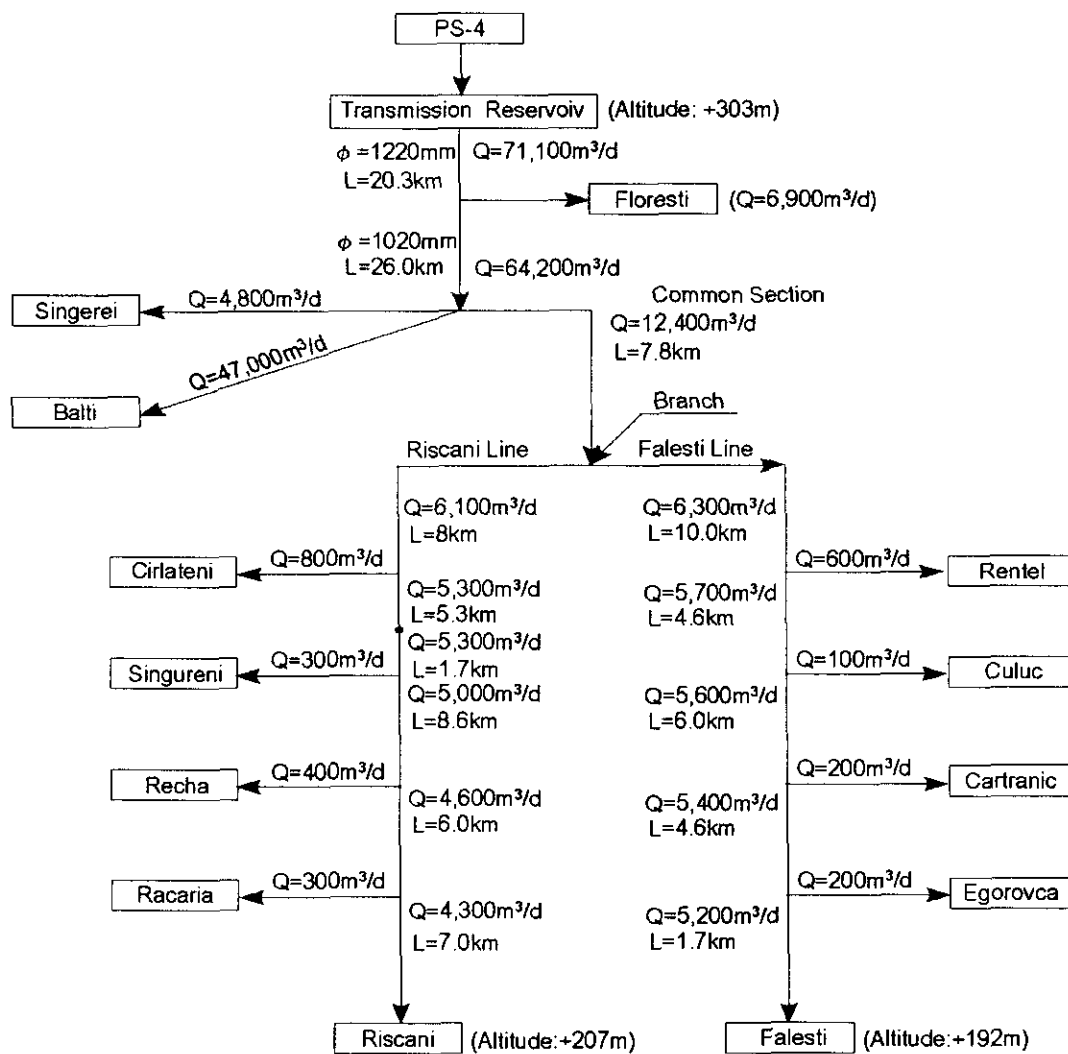 PS-4
Transmission Reservoiv (Altitude: +303m)
ϕ =1220mm Q=71,100m³/d
L=20.3km
Floresti (Q=6,900m³/d)
ϕ =1020mm
L=26.0km Q=64,200m³/d
Singerei Q=4,800m³/d
Common Section
Q=12,400m³/d
L=7.8km
Q=47,000m³/d
Balti
Branch
Riscani Line Falesti Line
Q=6,100m³/d Q=6,300m³/d
L=8km L=10.0km
Cirlateni Q=800m³/d Q=600m³/d Rentel
Q=5,300m³/d Q=5,700m³/d
L=5.3km L=4.6km
Q=5,300m³/d
L=1.7km
Singureni Q=300m³/d Q=100m³/d Culuc
Q=5,000m³/d Q=5,600m³/d
L=8.6km L=6.0km
Recha Q=400m³/d Q=200m³/d Cartranic
Q=4,600m³/d Q=5,400m³/d
L=6.0km L=4.6km
Racaria Q=300m³/d Q=200m³/d Egorovca
Q=4,300m³/d Q=5,200m³/d
L=7.0km L=1.7km
Riscani (Altitude:+207m) Falesti (Altitude:+192m)